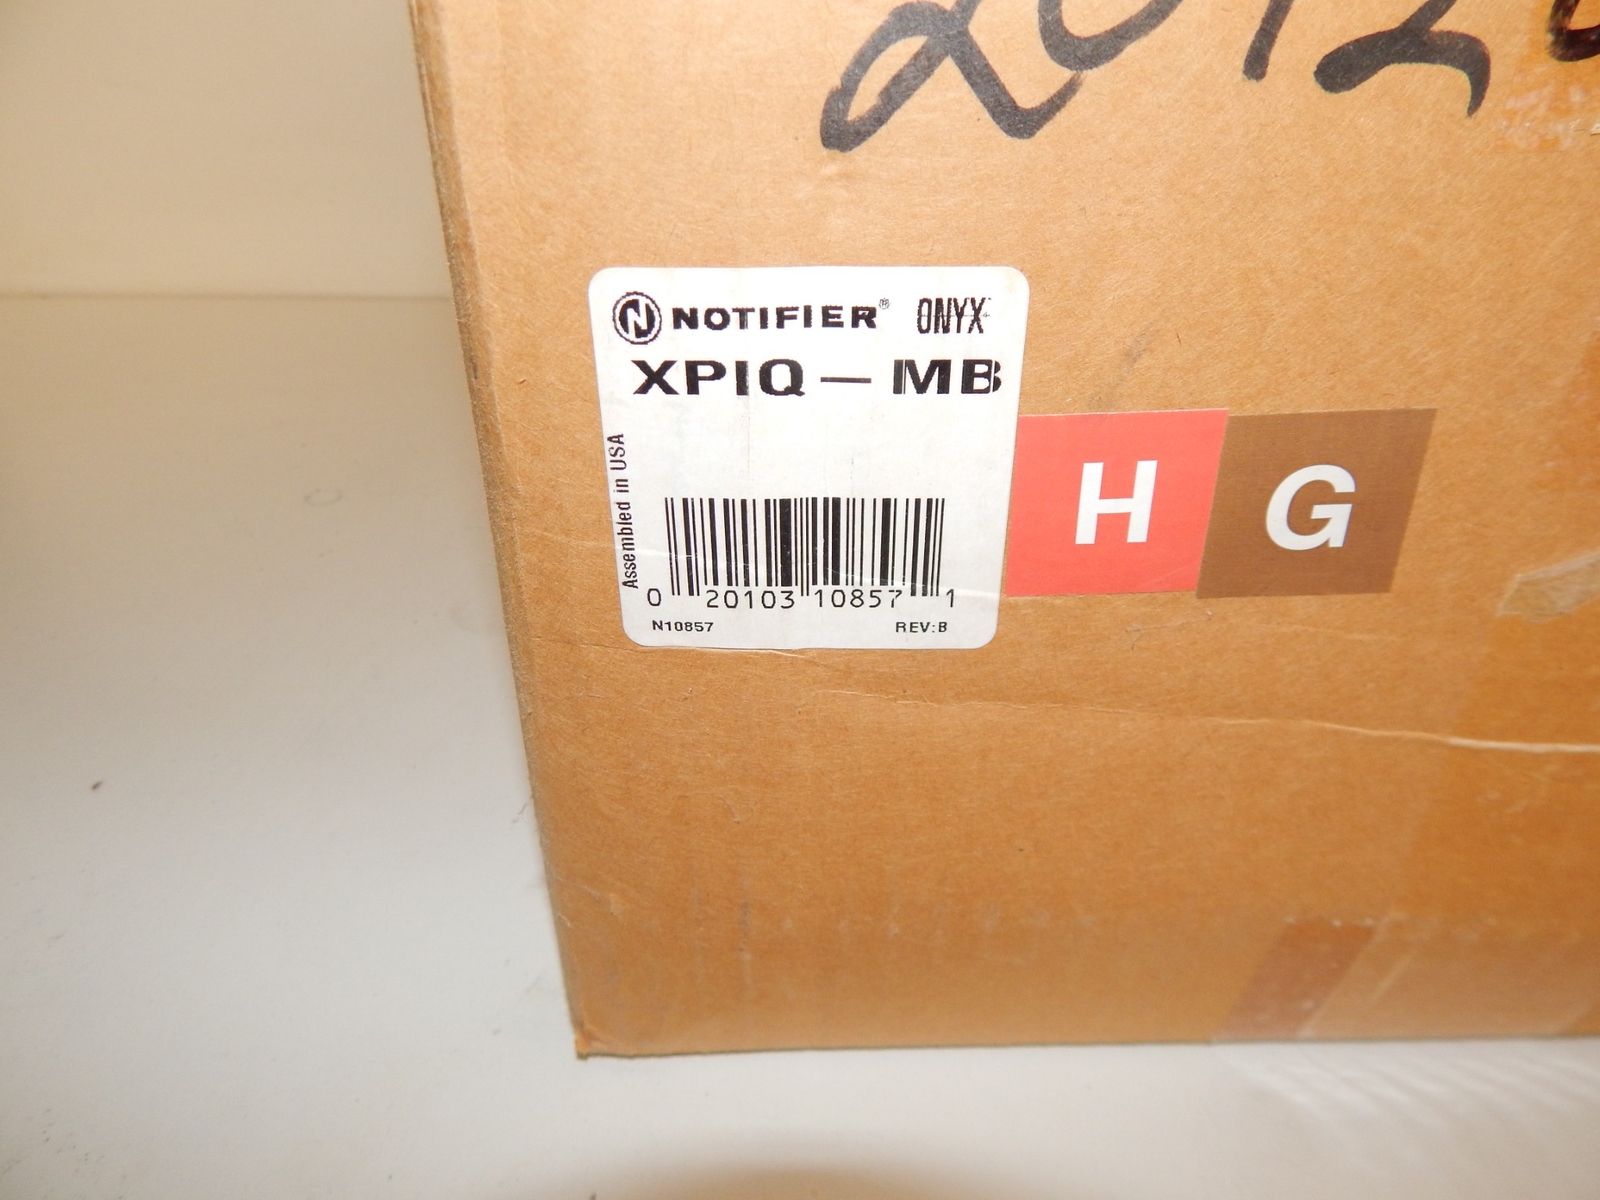 NOTIFIER® ONYX
XPIQ — MB
Assembled in USA
0 20103 10857 1
N10857 REV:B
H G